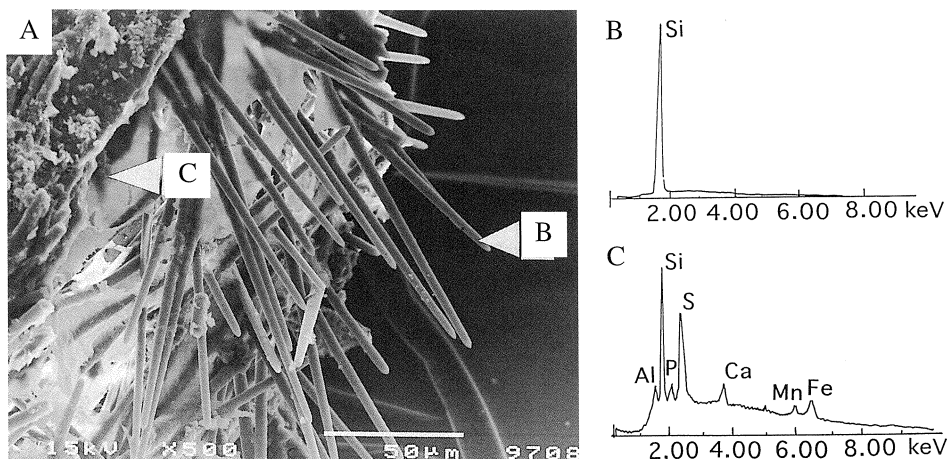 A
C
B
15kV X500 50μm 9708
B
Si
2.00 4.00 6.00 8.00 keV
C
Si
S
Al P Ca Mn Fe
2.00 4.00 6.00 8.00 keV